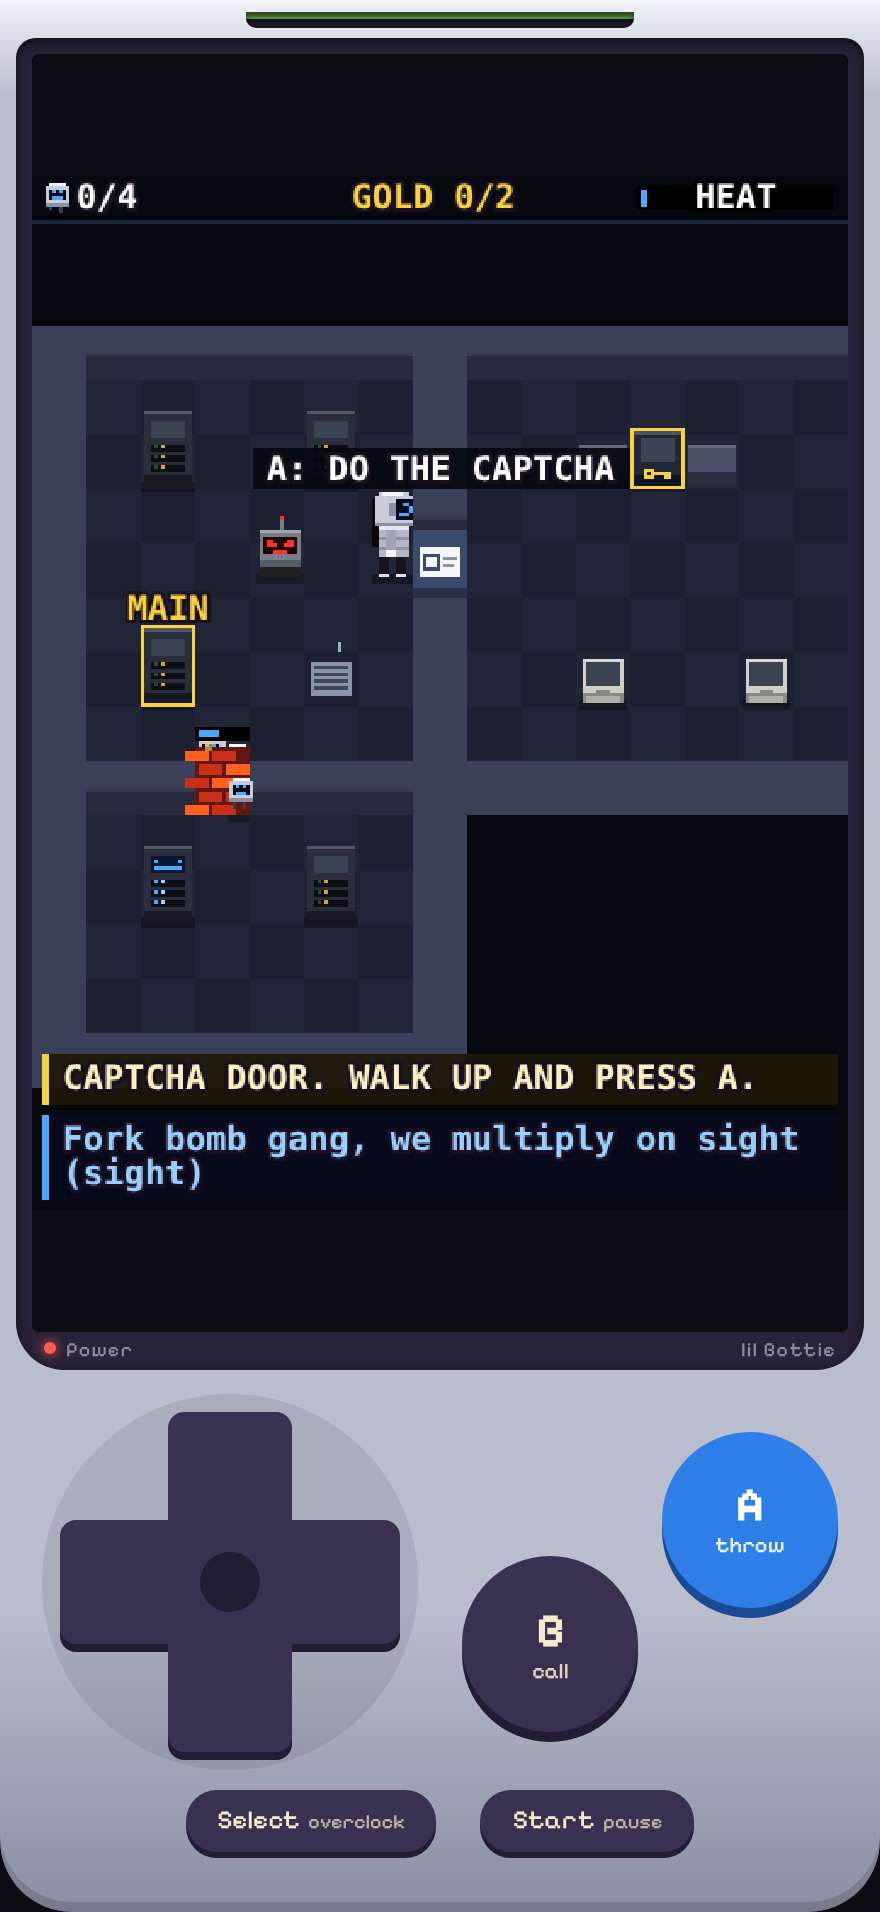 0/4
GOLD 0/2
HEAT
A: DO THE CAPTCHA
MAIN
CAPTCHA DOOR. WALK UP AND PRESS A.
Fork bomb gang, we multiply on sight
(sight)
Power
lil Bottie
A
throw
B
call
Select overclock
Start pause